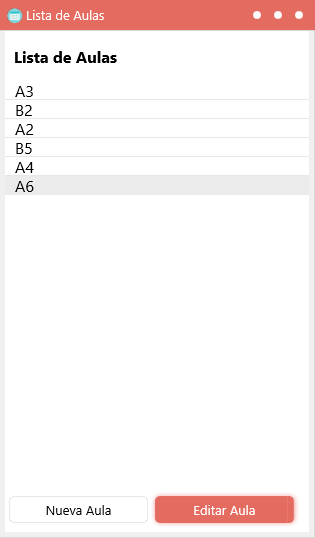 Lista de Aulas
Lista de Aulas
A3
B2
A2
B5
A4
A6
Nueva Aula
Editar Aula